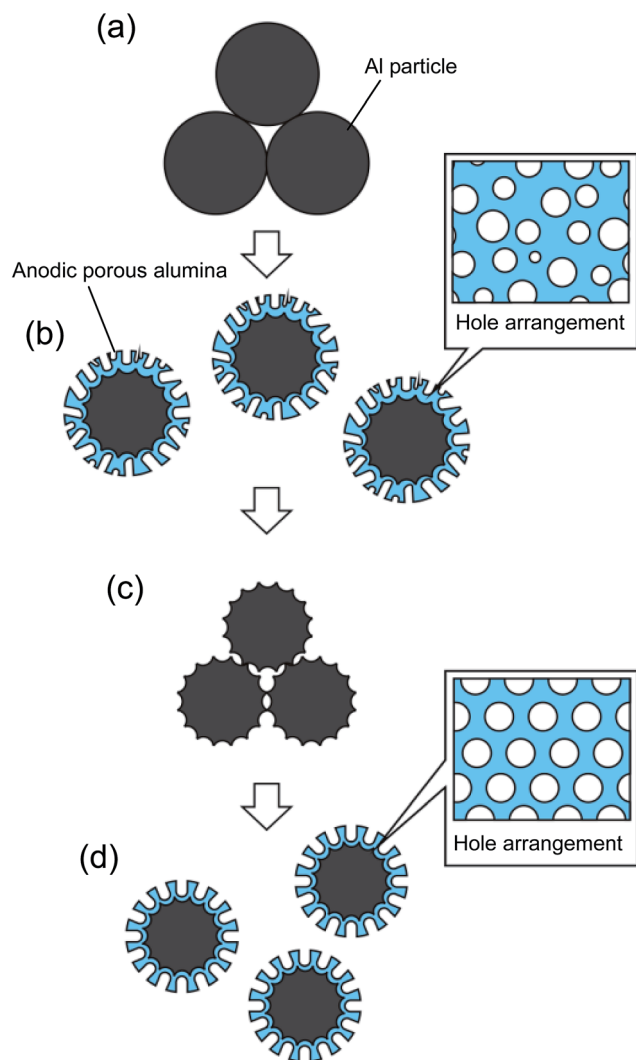 (a)
Al particle
Anodic porous alumina
(b)
Hole arrangement
(c)
Hole arrangement
(d)